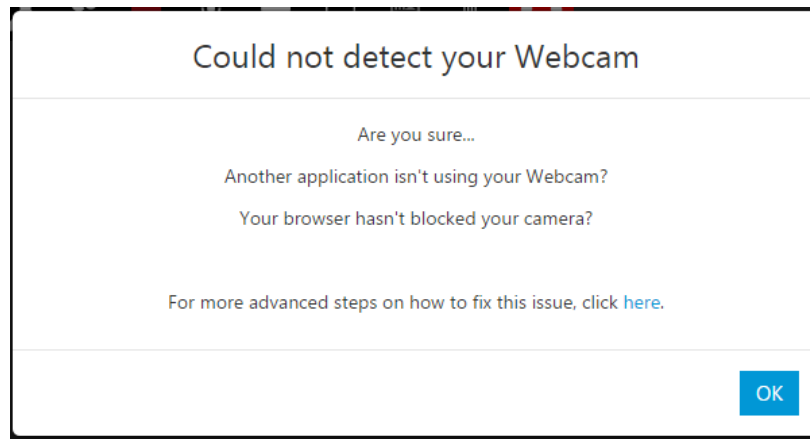 Could not detect your Webcam
Are you sure...
Another application isn't using your Webcam?
Your browser hasn't blocked your camera?
For more advanced steps on how to fix this issue, click here.
OK